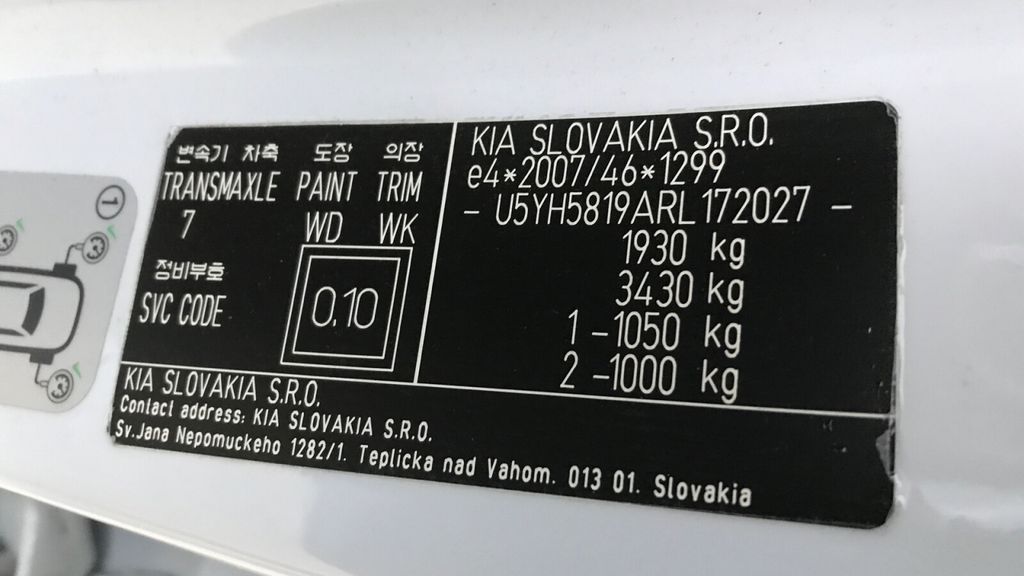 변속기 차축 도장 의장
TRANSMAXLE PAINT TRIM
7 WD WK
정비부호
SVC CODE
0.10
KIA SLOVAKIA S.R.O.
e4*2007/46*1299
- U5YH5819ARL172027 -
1930 kg
3430 kg
1 -1050 kg
2 -1000 kg
KIA SLOVAKIA S.R.O.
Contact address: KIA SLOVAKIA S.R.O.
Sv.Jana Nepomuckeho 1282/1. Teplicka nad Vahom. 013 01. Slovakia
1